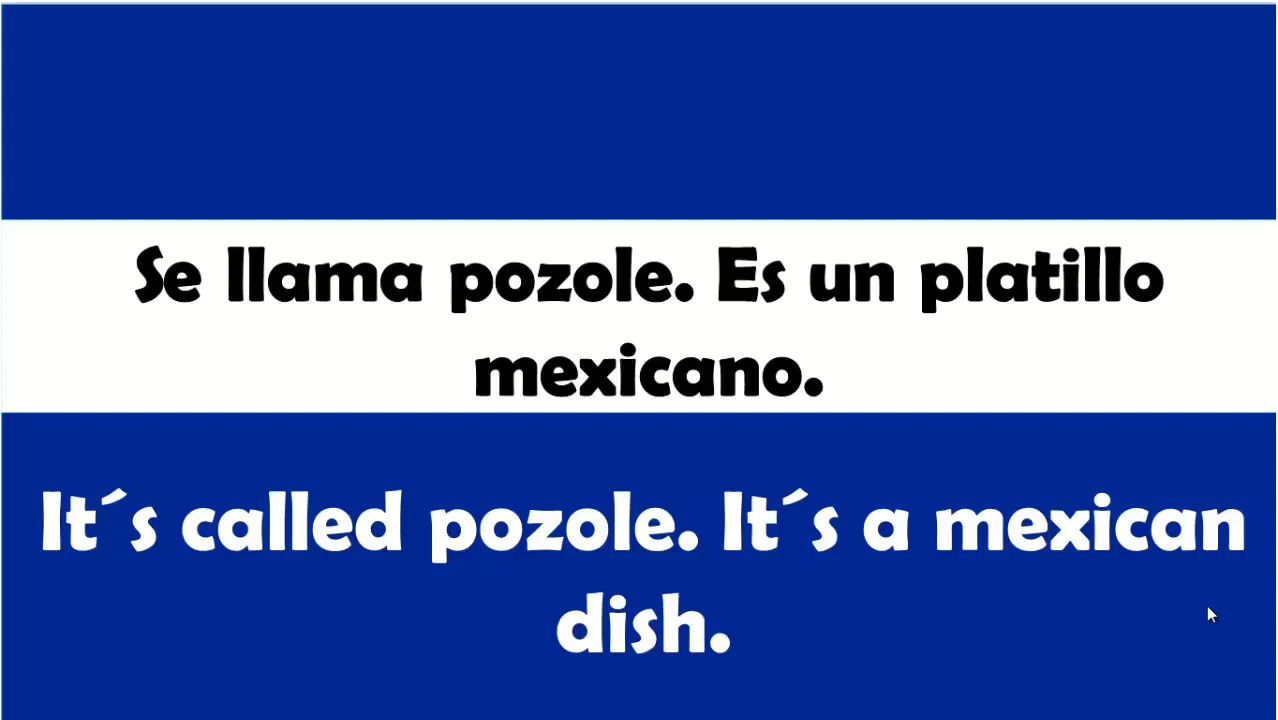 Se llama pozole. Es un platillo
mexicano.
It´s called pozole. It´s a mexican
dish.